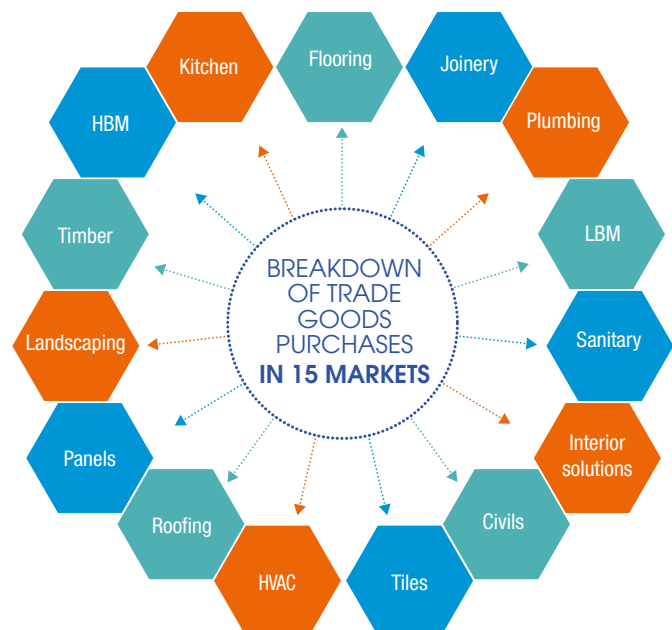 Flooring
Joinery
Plumbing
LBM
Sanitary
Interior
solutions
Civils
Tiles
HVAC
Roofing
Panels
Landscaping
Timber
HBM
Kitchen
BREAKDOWN
OF TRADE
GOODS
PURCHASES
IN 15 MARKETS